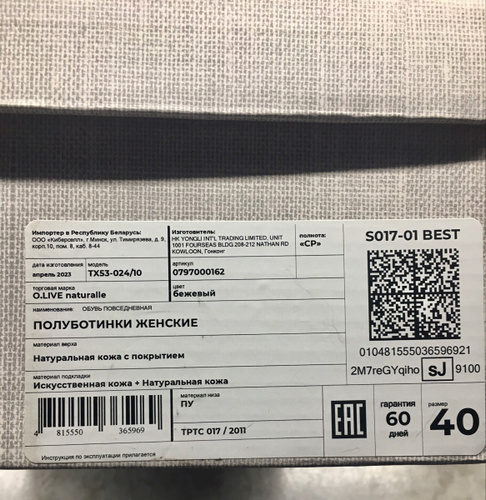 Импортер в Республику Беларусь:
ООО «Киберовпл», г.Минск, ул. Тимирязева, д. 9,
корп.10, пом. 8, каб. 8-44
Изготовитель:
HK YONGLI INT'L TRADING LIMITED, UNIT
1001 FOURSEAS BLDG.208-212 NATHAN RD
KOWLOON, Гонконг
полнота:
«СР»
S017-01 BEST
дата изготовления
апрель 2023
модель
TX53-024/10
артикул
0797000162
торговая марка
O.LIVE naturalle
цвет
бежевый
наименование: ОБУВЬ ПОВСЕДНЕВНАЯ
ПОЛУБОТИНКИ ЖЕНСКИЕ
материал верха
Натуральная кожа с покрытием
010481555036596921
2M7reGYqiho sJ 9100
материал подкладки
Искусственная кожа + Натуральная кожа
4 815550 365969
материал низа
ПУ
ТРТС 017 / 2011
EAC
гарантия
60
дней
размер
40
Инструкция по эксплуатации прилагается